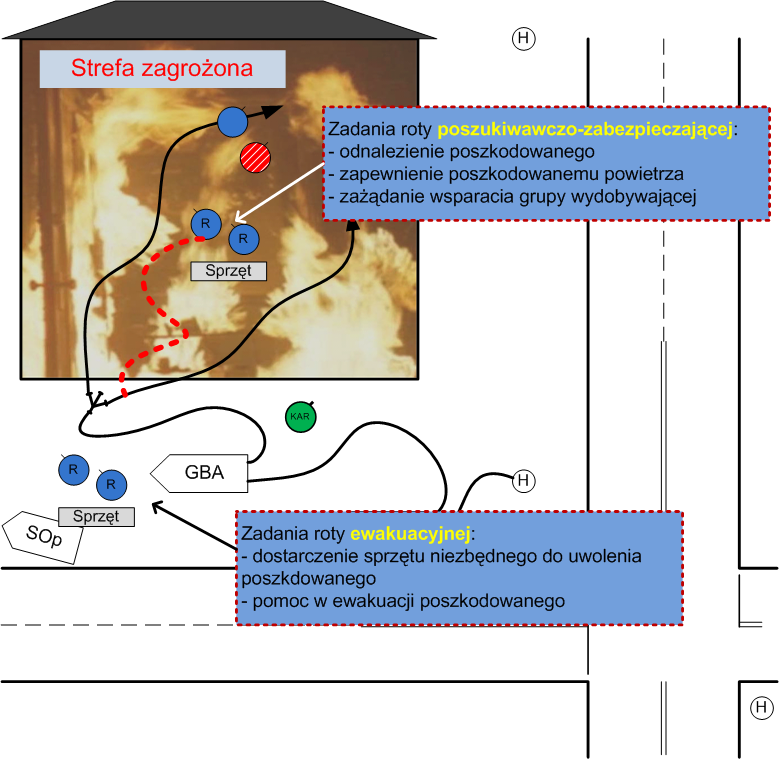 H
Strefa zagrożona
Zadania roty poszukiwawczo-zabezpieczającej:
- odnalezienie poszkodowanego
- zapewnienie poszkodowanemu powietrza
- zażądanie wsparacia grupy wydobywającej
R
R
Sprzęt
KAR
R
R
GBA
H
Sprzęt
SOp
Zadania roty ewakuacyjnej:
- dostarczenie sprzętu niezbędnego do uwolenia
poszkdowanego
- pomoc w ewakuacji poszkodowanego
H